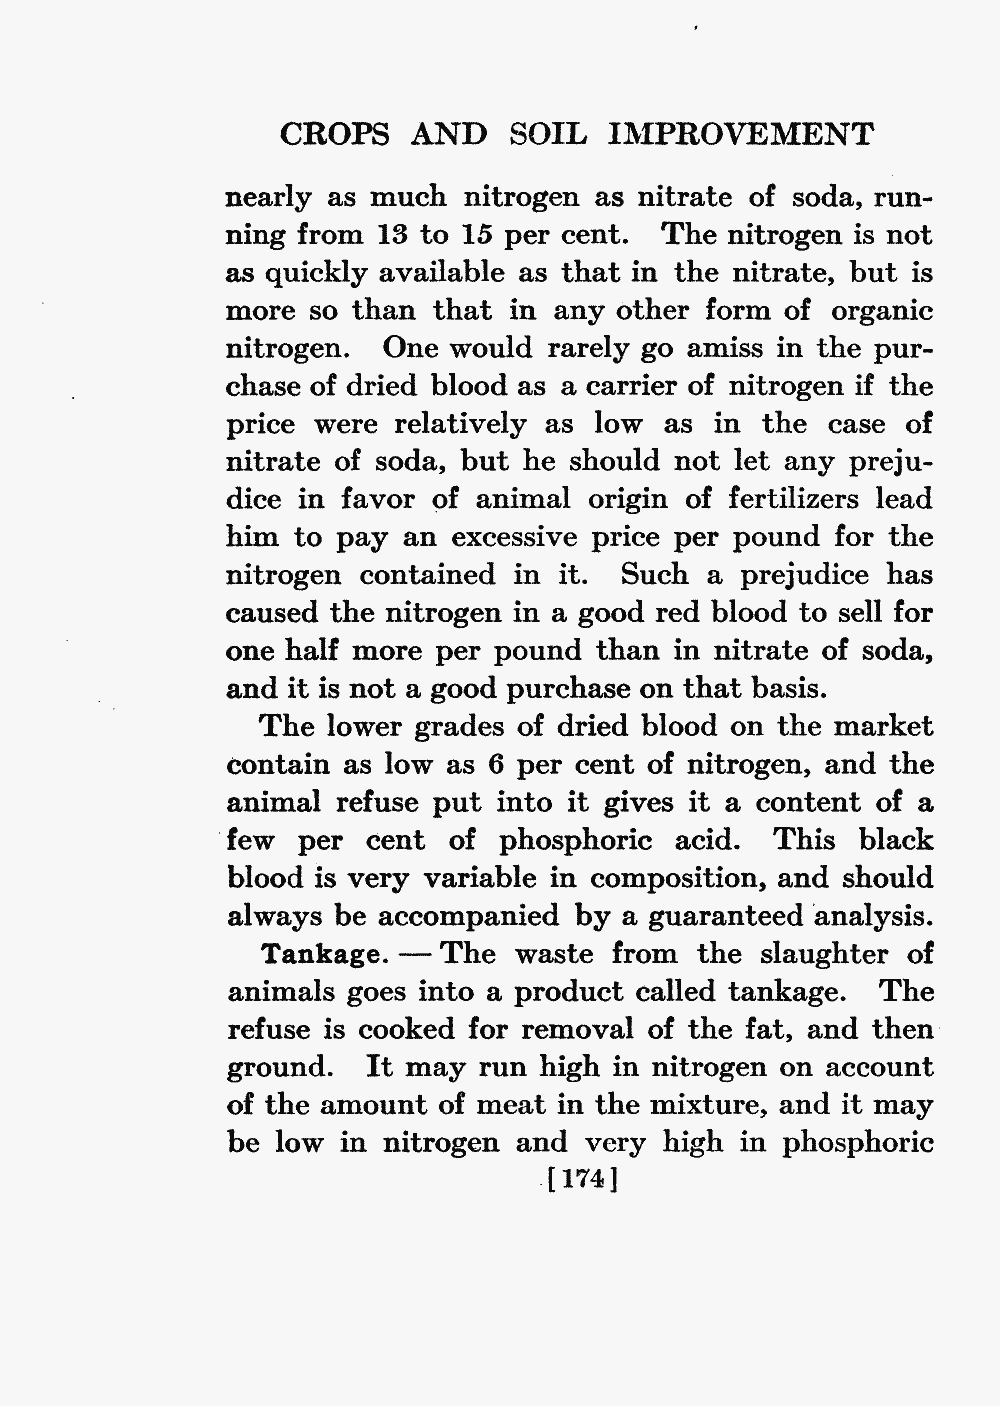 CROPS AND SOIL IMPROVEMENT
nearly as much nitrogen as nitrate of soda, run-
ning from 13 to 15 per cent. The nitrogen is not
as quickly available as that in the nitrate, but is
more so than that in any other form of organic
nitrogen. One would rarely go amiss in the pur-
chase of dried blood as a carrier of nitrogen if the
price were relatively as low as in the case of
nitrate of soda, but he should not let any preju-
dice in favor of animal origin of fertilizers lead
him to pay an excessive price per pound for the
nitrogen contained in it. Such a prejudice has
caused the nitrogen in a good red blood to sell for
one half more per pound than in nitrate of soda,
and it is not a good purchase on that basis.
The lower grades of dried blood on the market
contain as low as 6 per cent of nitrogen, and the
animal refuse put into it gives it a content of a
few per cent of phosphoric acid. This black
blood is very variable in composition, and should
always be accompanied by a guaranteed analysis.
Tankage. — The waste from the slaughter of
animals goes into a product called tankage. The
refuse is cooked for removal of the fat, and then
ground. It may run high in nitrogen on account
of the amount of meat in the mixture, and it may
be low in nitrogen and very high in phosphoric
[174]